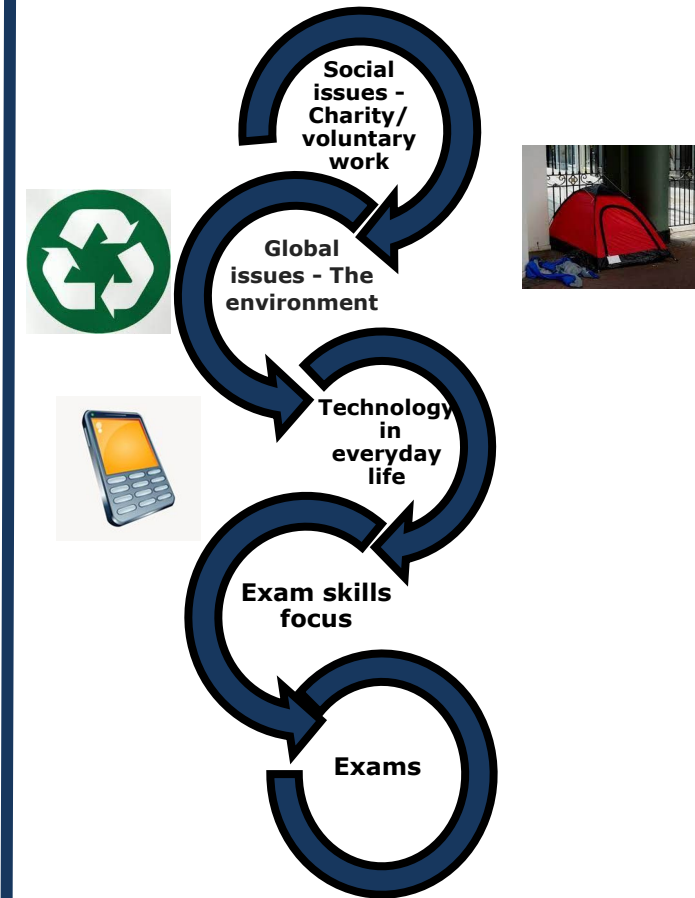 Social
issues -
Charity/
voluntary
work
Global
issues - The
environment
Technology
in
everyday
life
Exam skills
focus
Exams